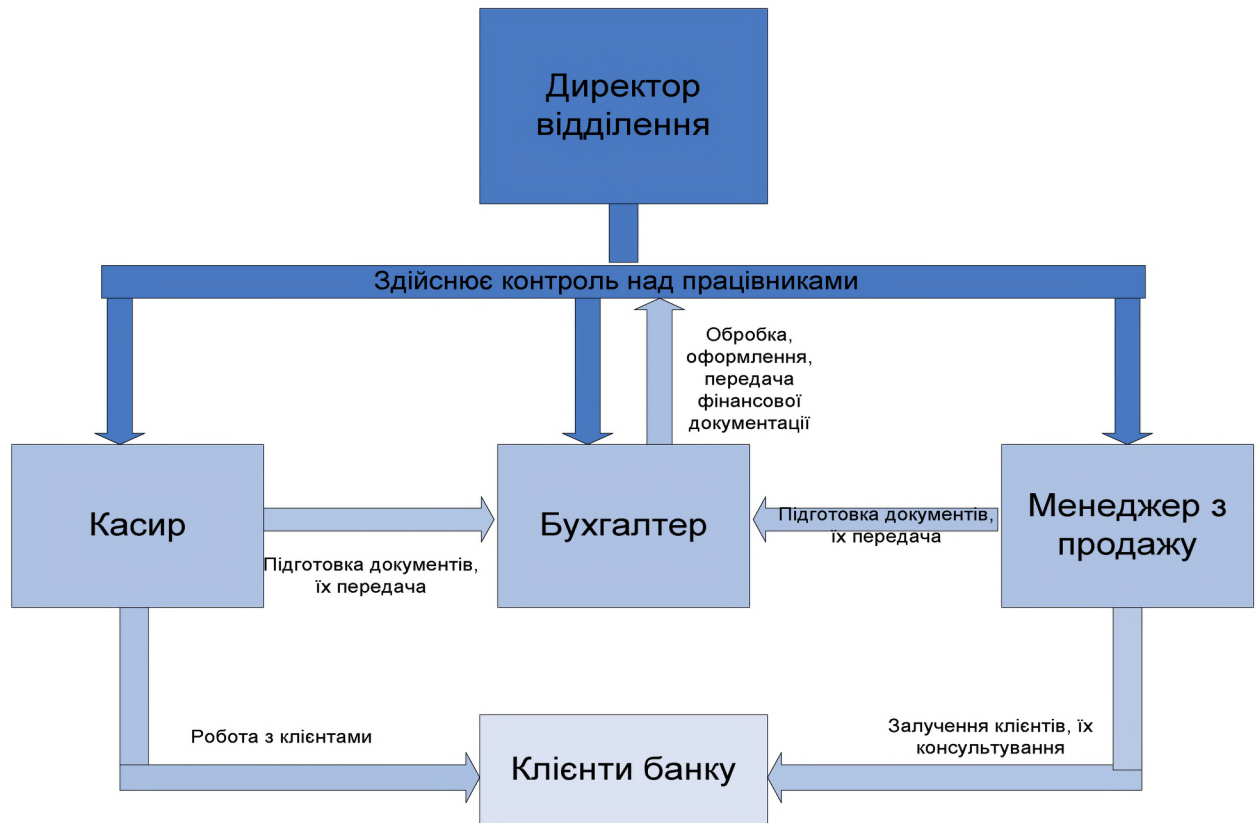 Директор
відділення
Здійснює контроль над працівниками
Обробка,
оформлення,
передача
фінансової
документації
Касир
Підготовка документів,
їх передача
Бухгалтер
Підготовка документів,
їх передача
Менеджер з
продажу
Робота з клієнтами
Клієнти банку
Залучення клієнтів, їх
консультування